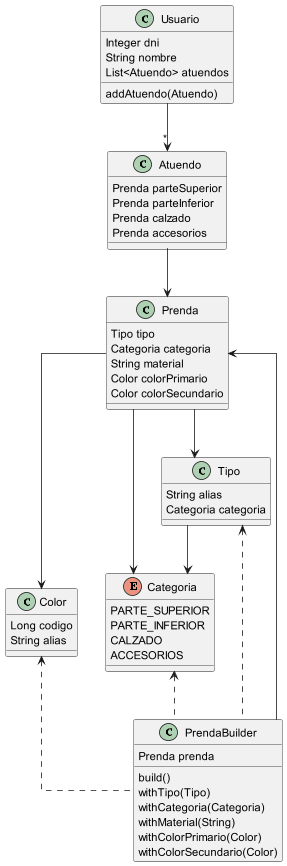 C Usuario
Integer dni
String nombre
List<Atuendo> atuendos
addAtuendo(Atuendo)
*
C Atuendo
Prenda parteSuperior
Prenda parteInferior
Prenda calzado
Prenda accesorios
C Prenda
Tipo tipo
Categoria categoria
String material
Color colorPrimario
Color colorSecundario
C Tipo
String alias
Categoria categoria
C Color
Long codigo
String alias
E Categoria
PARTE_SUPERIOR
PARTE_INFERIOR
CALZADO
ACCESORIOS
C PrendaBuilder
Prenda prenda
build()
withTipo(Tipo)
withCategoria(Categoria)
withMaterial(String)
withColorPrimario(Color)
withColorSecundario(Color)